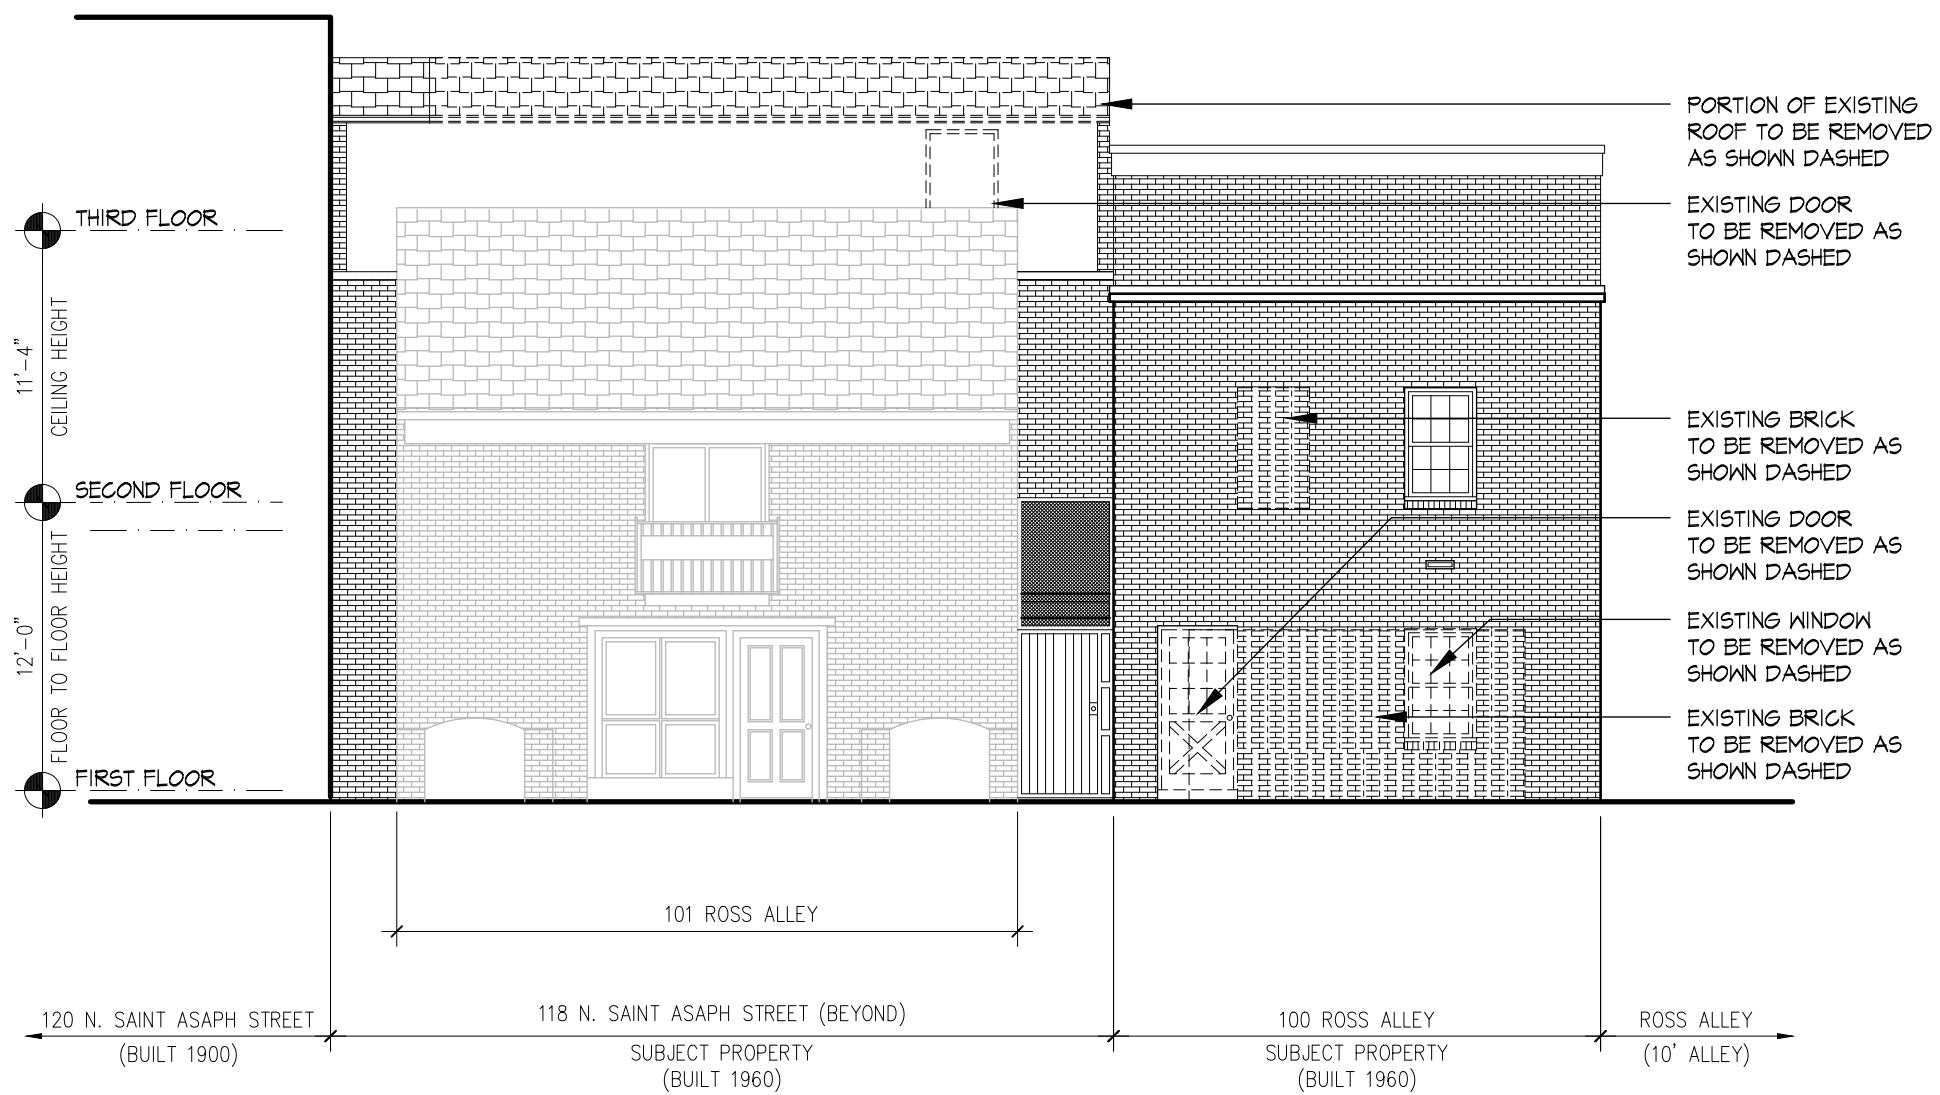 PORTION OF EXISTING
ROOF TO BE REMOVED
AS SHOWN DASHED
EXISTING DOOR
TO BE REMOVED AS
SHOWN DASHED
THIRD FLOOR
11'-4"
CEILING HEIGHT
EXISTING BRICK
TO BE REMOVED AS
SHOWN DASHED
SECOND FLOOR
EXISTING DOOR
TO BE REMOVED AS
SHOWN DASHED
12'-0"
FLOOR TO FLOOR HEIGHT
EXISTING WINDOW
TO BE REMOVED AS
SHOWN DASHED
EXISTING BRICK
TO BE REMOVED AS
SHOWN DASHED
FIRST FLOOR
101 ROSS ALLEY
120 N. SAINT ASAPH STREET
(BUILT 1900)
118 N. SAINT ASAPH STREET (BEYOND)
SUBJECT PROPERTY
(BUILT 1960)
100 ROSS ALLEY
SUBJECT PROPERTY
(BUILT 1960)
ROSS ALLEY
(10' ALLEY)